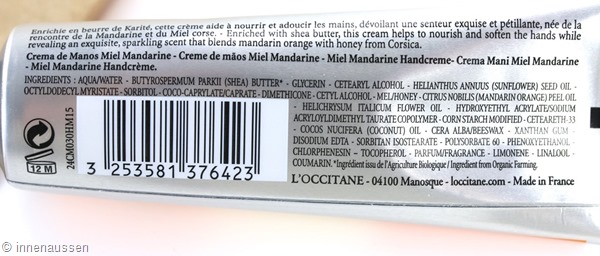 Enrichie en beurre de Karité, cette crème aide à nourrir et adoucir les mains, dévoilant une senteur exquise et pétillante, née de la
rencontre de la Mandarine et du Miel corse. - Enriched with shea butter, this cream helps to nourish and soften the hands while
revealing an exquisite, sparkling scent that blends mandarin orange with honey from Corsica.
Crema de Manos Miel Mandarine - Creme de mãos Miel Mandarine - Miel Mandarine Handcreme- Crema Mani Miel Mandarine
- Miel Mandarine Handcrème.
INGREDIENTS : AQUA/WATER - BUTYROSPERMUM PARKII (SHEA) BUTTER* - GLYCERIN - CETEARYL ALCOHOL - HELIANTHUS ANNUUS (SUNFLOWER) SEED OIL -
OCTYLDODECYL MYRISTATE - SORBITOL - COCO-CAPRYLATE/CAPRATE - DIMETHICONE - CETYL ALCOHOL - MEL/HONEY - CITRUS NOBILIS (MANDARIN ORANGE) PEEL OIL
- HELICHRYSUM ITALICUM FLOWER OIL - HYDROXYETHYL ACRYLATE/SODIUM
ACRYLOYLDIMETHYL TAURATE COPOLYMER - CORN STARCH MODIFIED - CETEARETH-33
- COCOS NUCIFERA (COCONUT) OIL - CERA ALBA/BEESWAX - XANTHAN GUM -
DISODIUM EDTA - SORBITAN ISOSTEARATE - POLYSORBATE 60 - PHENOXYETHANOL -
CHLORPHENESIN - TOCOPHEROL - PARFUM/FRAGRANCE - LIMONENE - LINALOOL -
COUMARIN. *Ingrédient issu de l'Agriculture Biologique / Ingredient from Organic Farming.
12 M
24CM030HM15
3 253581 376423
L'OCCITANE - 04100 Manosque - loccitane.com - Made in France
© innenaussen